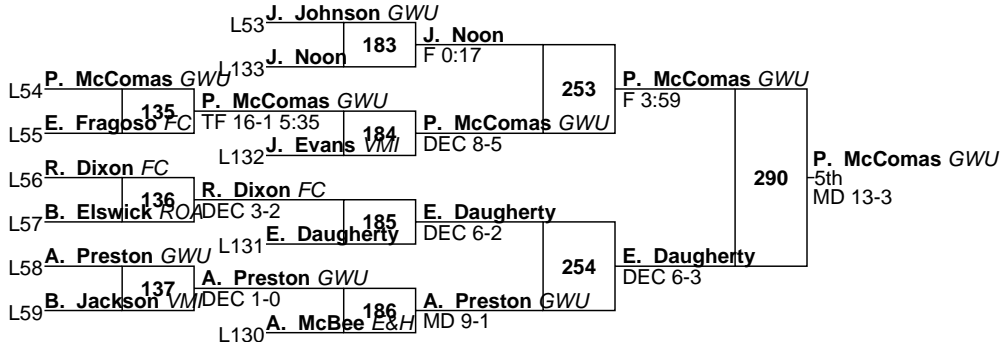 L53 J. Johnson GWU
183
J. Noon
F 0:17
L133 J. Noon
253
P. McComas GWU
F 3:59
L54 P. McComas GWU
135
P. McComas GWU
TF 16-1 5:35
L55 E. Fragoso FC
184
P. McComas GWU
DEC 8-5
L132 J. Evans VMI
290
P. McComas GWU
5th
MD 13-3
L56 R. Dixon FC
136
R. Dixon FC
DEC 3-2
L57 B. Elswick ROA
185
E. Daugherty
DEC 6-2
L131 E. Daugherty
254
E. Daugherty
DEC 6-3
L58 A. Preston GWU
137
A. Preston GWU
DEC 1-0
L59 B. Jackson VMI
186
A. Preston GWU
MD 9-1
L130 A. McBee E&H